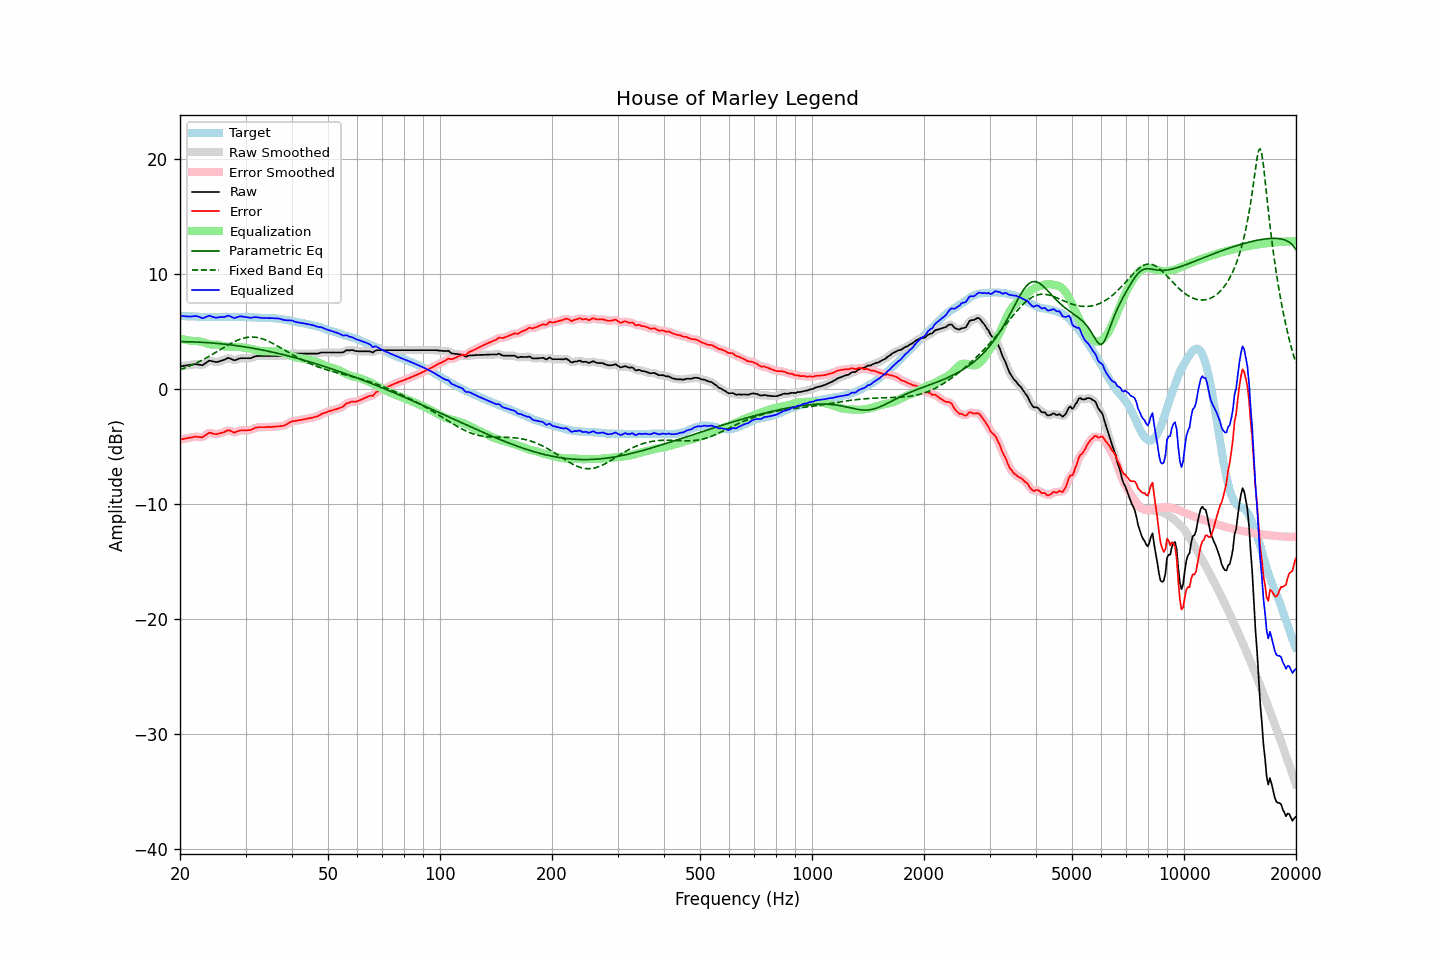 House of Marley Legend
Target
Raw Smoothed
Error Smoothed
Raw
Error
Equalization
Parametric Eq
Fixed Band Eq
Equalized
20
10
0
−10
−20
−30
−40
Amplitude (dBr)
20 50 100 200 500 1000 2000 5000 10000 20000
Frequency (Hz)